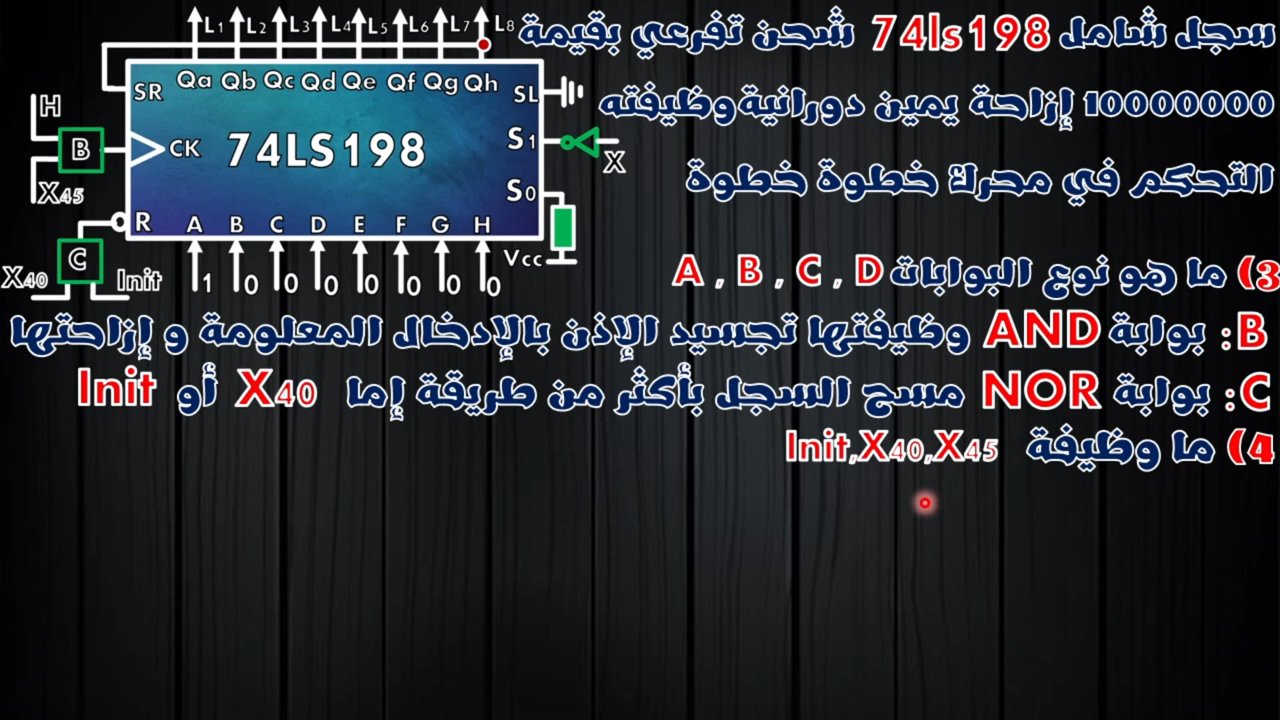 سجل شامل 74ls198 شحن تفرعي بقيمة
10000000 إزاحة يمين دورانية وظيفته
التحكم في محرك خطوة خطوة
L1 L2 L3 L4 L5 L6 L7 L8
Qa Qb Qc Qd Qe Qf Qg Qh
SR SL
H
B CK 74LS198 S1
X
X45 S0
R A B C D E F G H
C Vcc
X40 Init 1 0 0 0 0 0 0 0
3) ما هو نوع البوابات A , B , C , D
B: بوابة AND وظيفتها تجسيد الإذن بالإدخال المعلومة و إزاحتها
C: بوابة NOR مسح السجل بأكثر من طريقة إما X40 أو Init
4) ما وظيفة Init,X40,X45